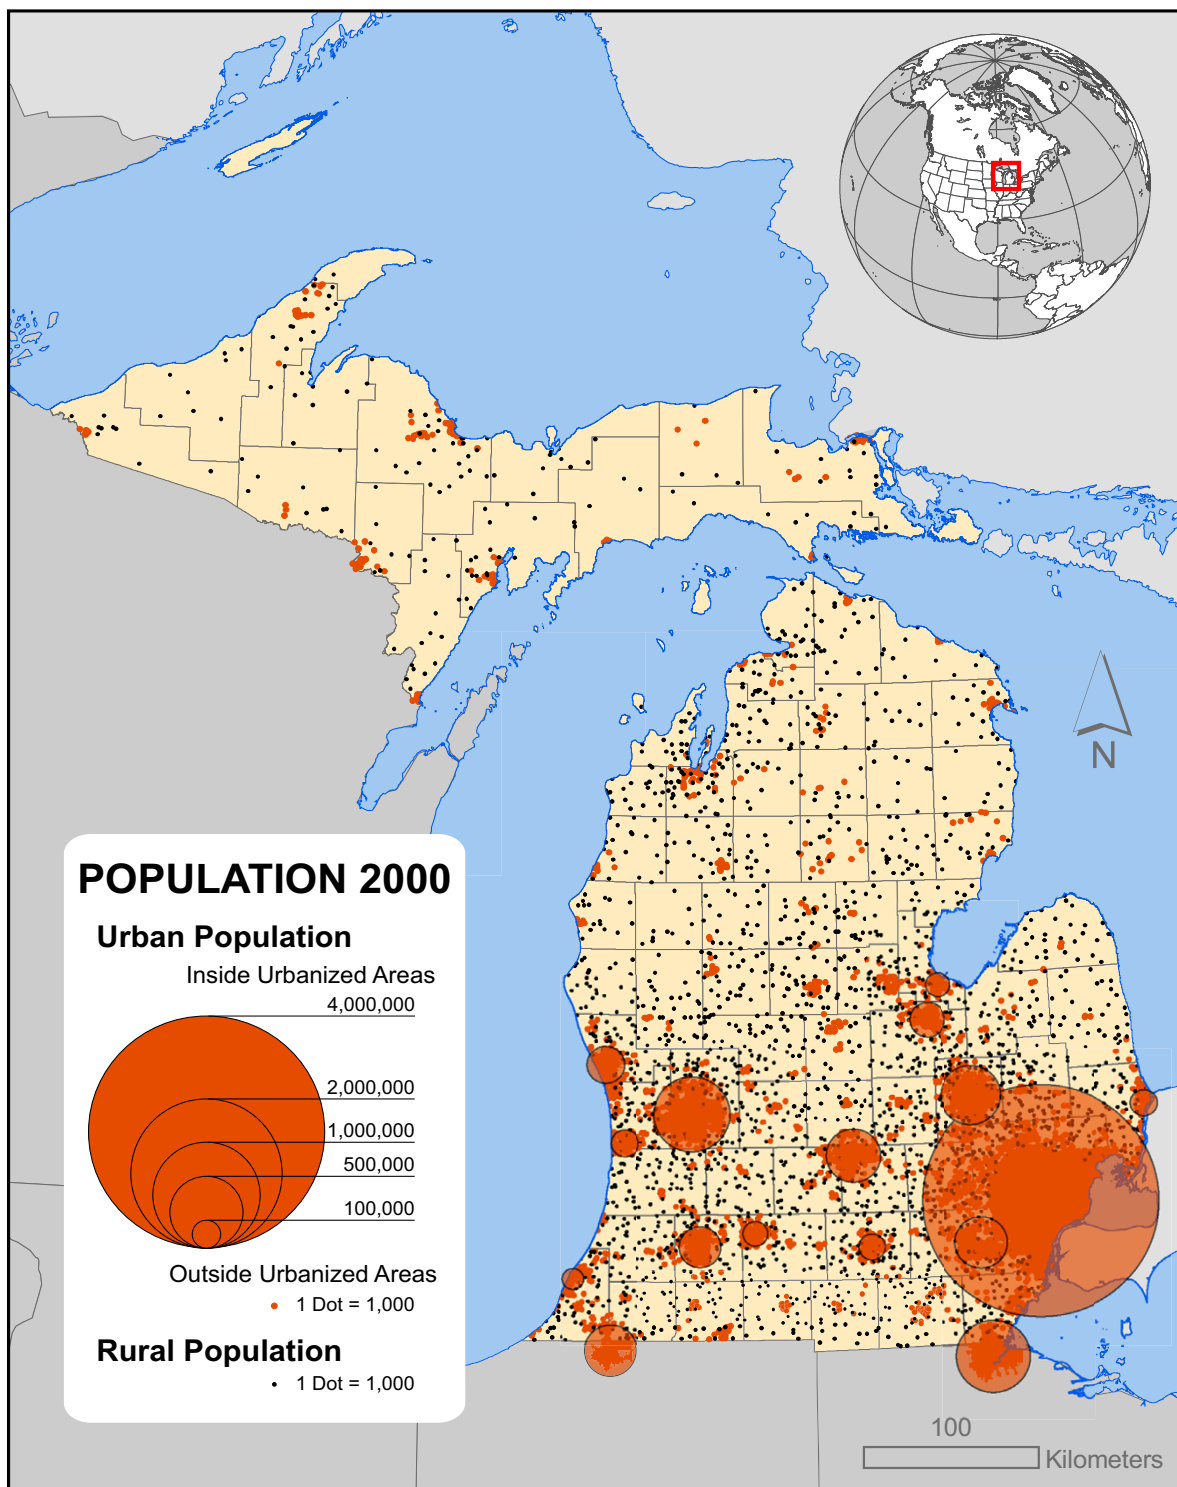 N
POPULATION 2000
Urban Population
Inside Urbanized Areas
4,000,000
2,000,000
1,000,000
500,000
100,000
Outside Urbanized Areas
1 Dot = 1,000
Rural Population
1 Dot = 1,000
100
Kilometers